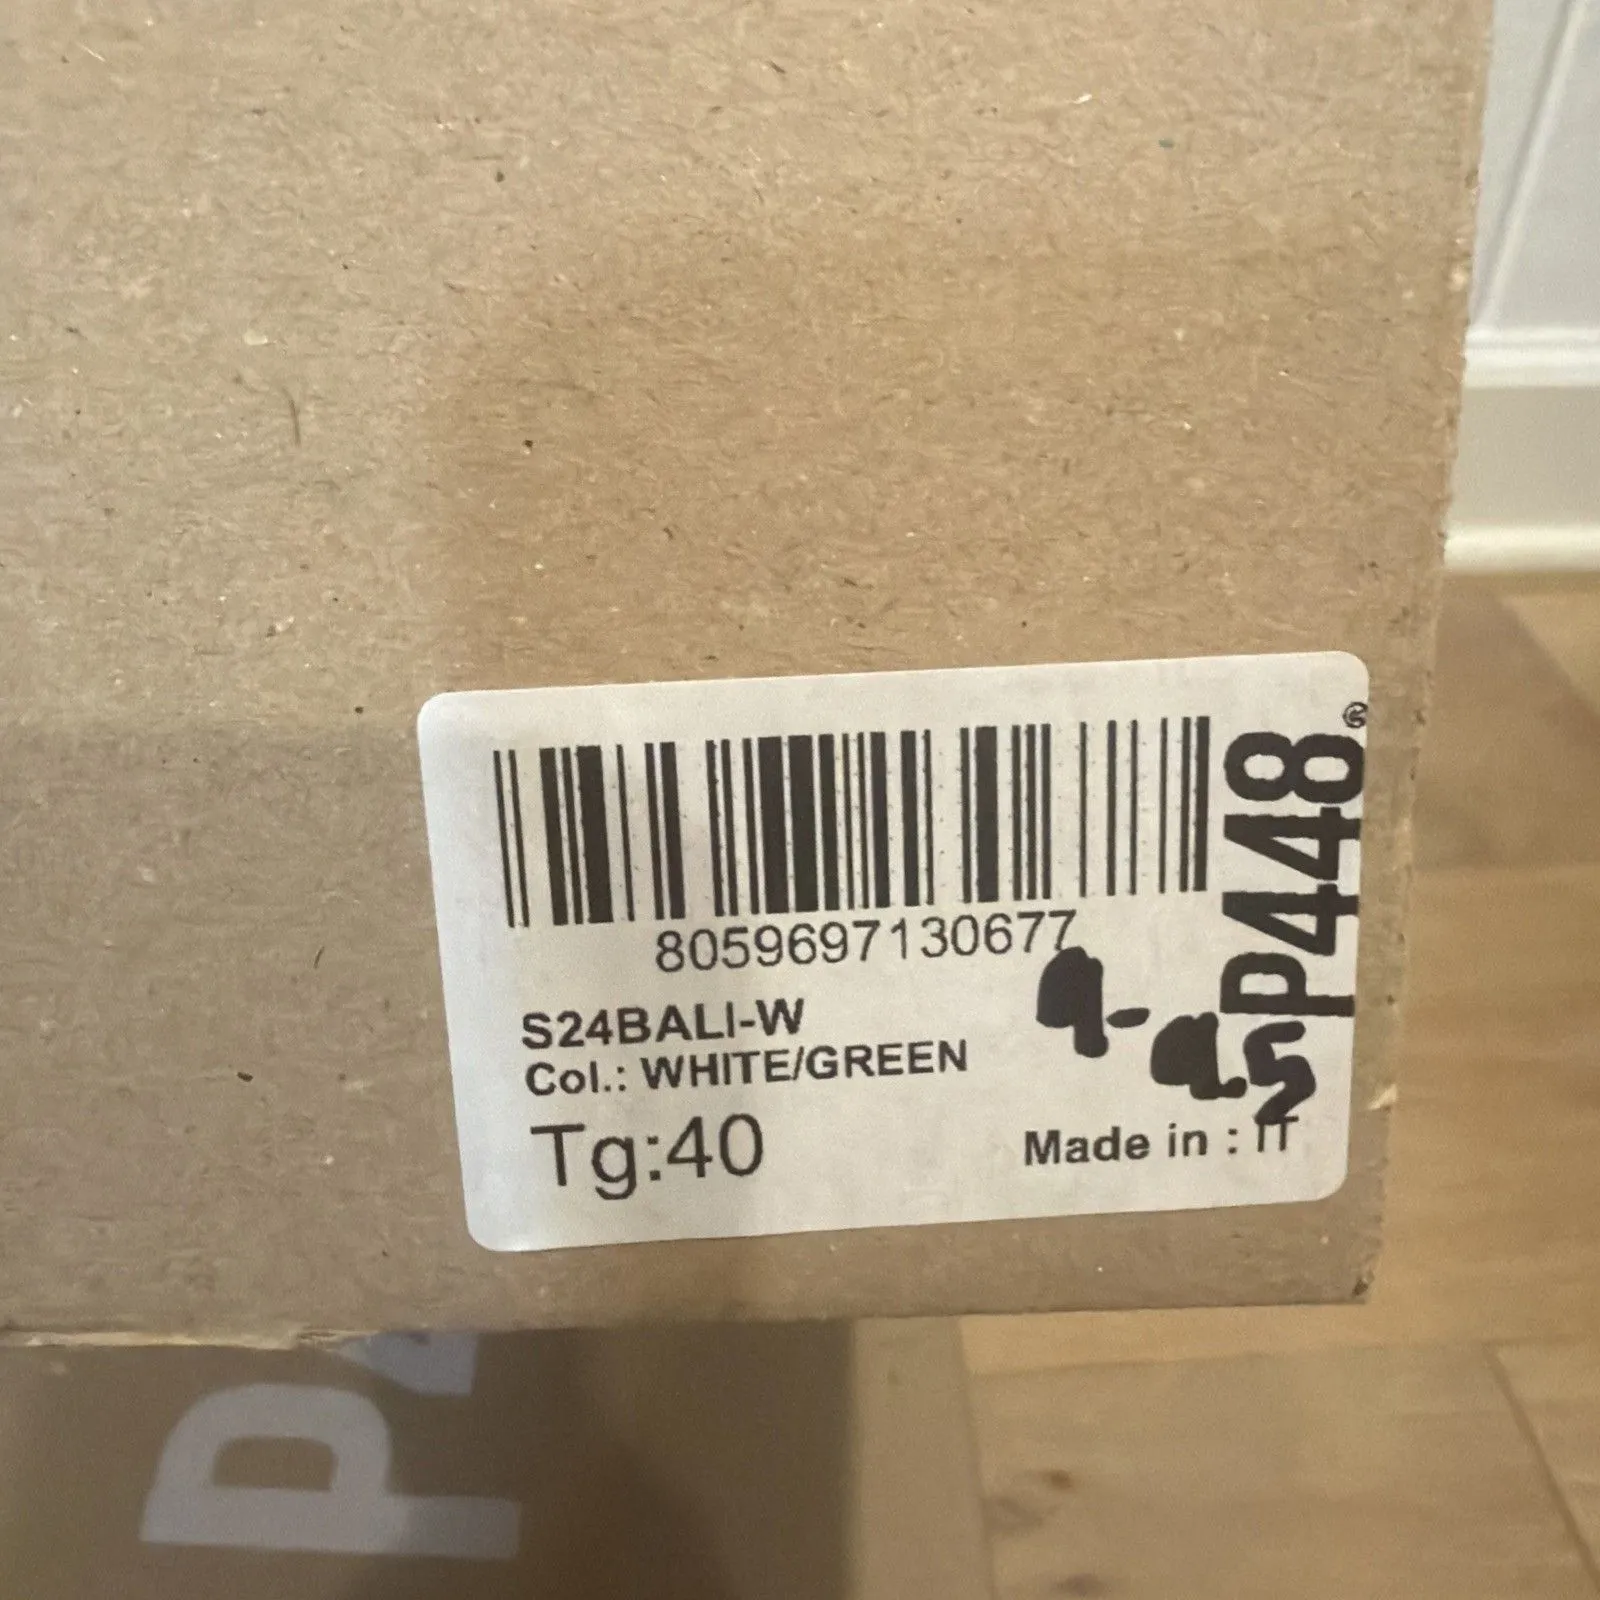 8059697130677
S24BALI-W
Col.: WHITE/GREEN
Tg:40
Made in : IT
P448®
9-9.5